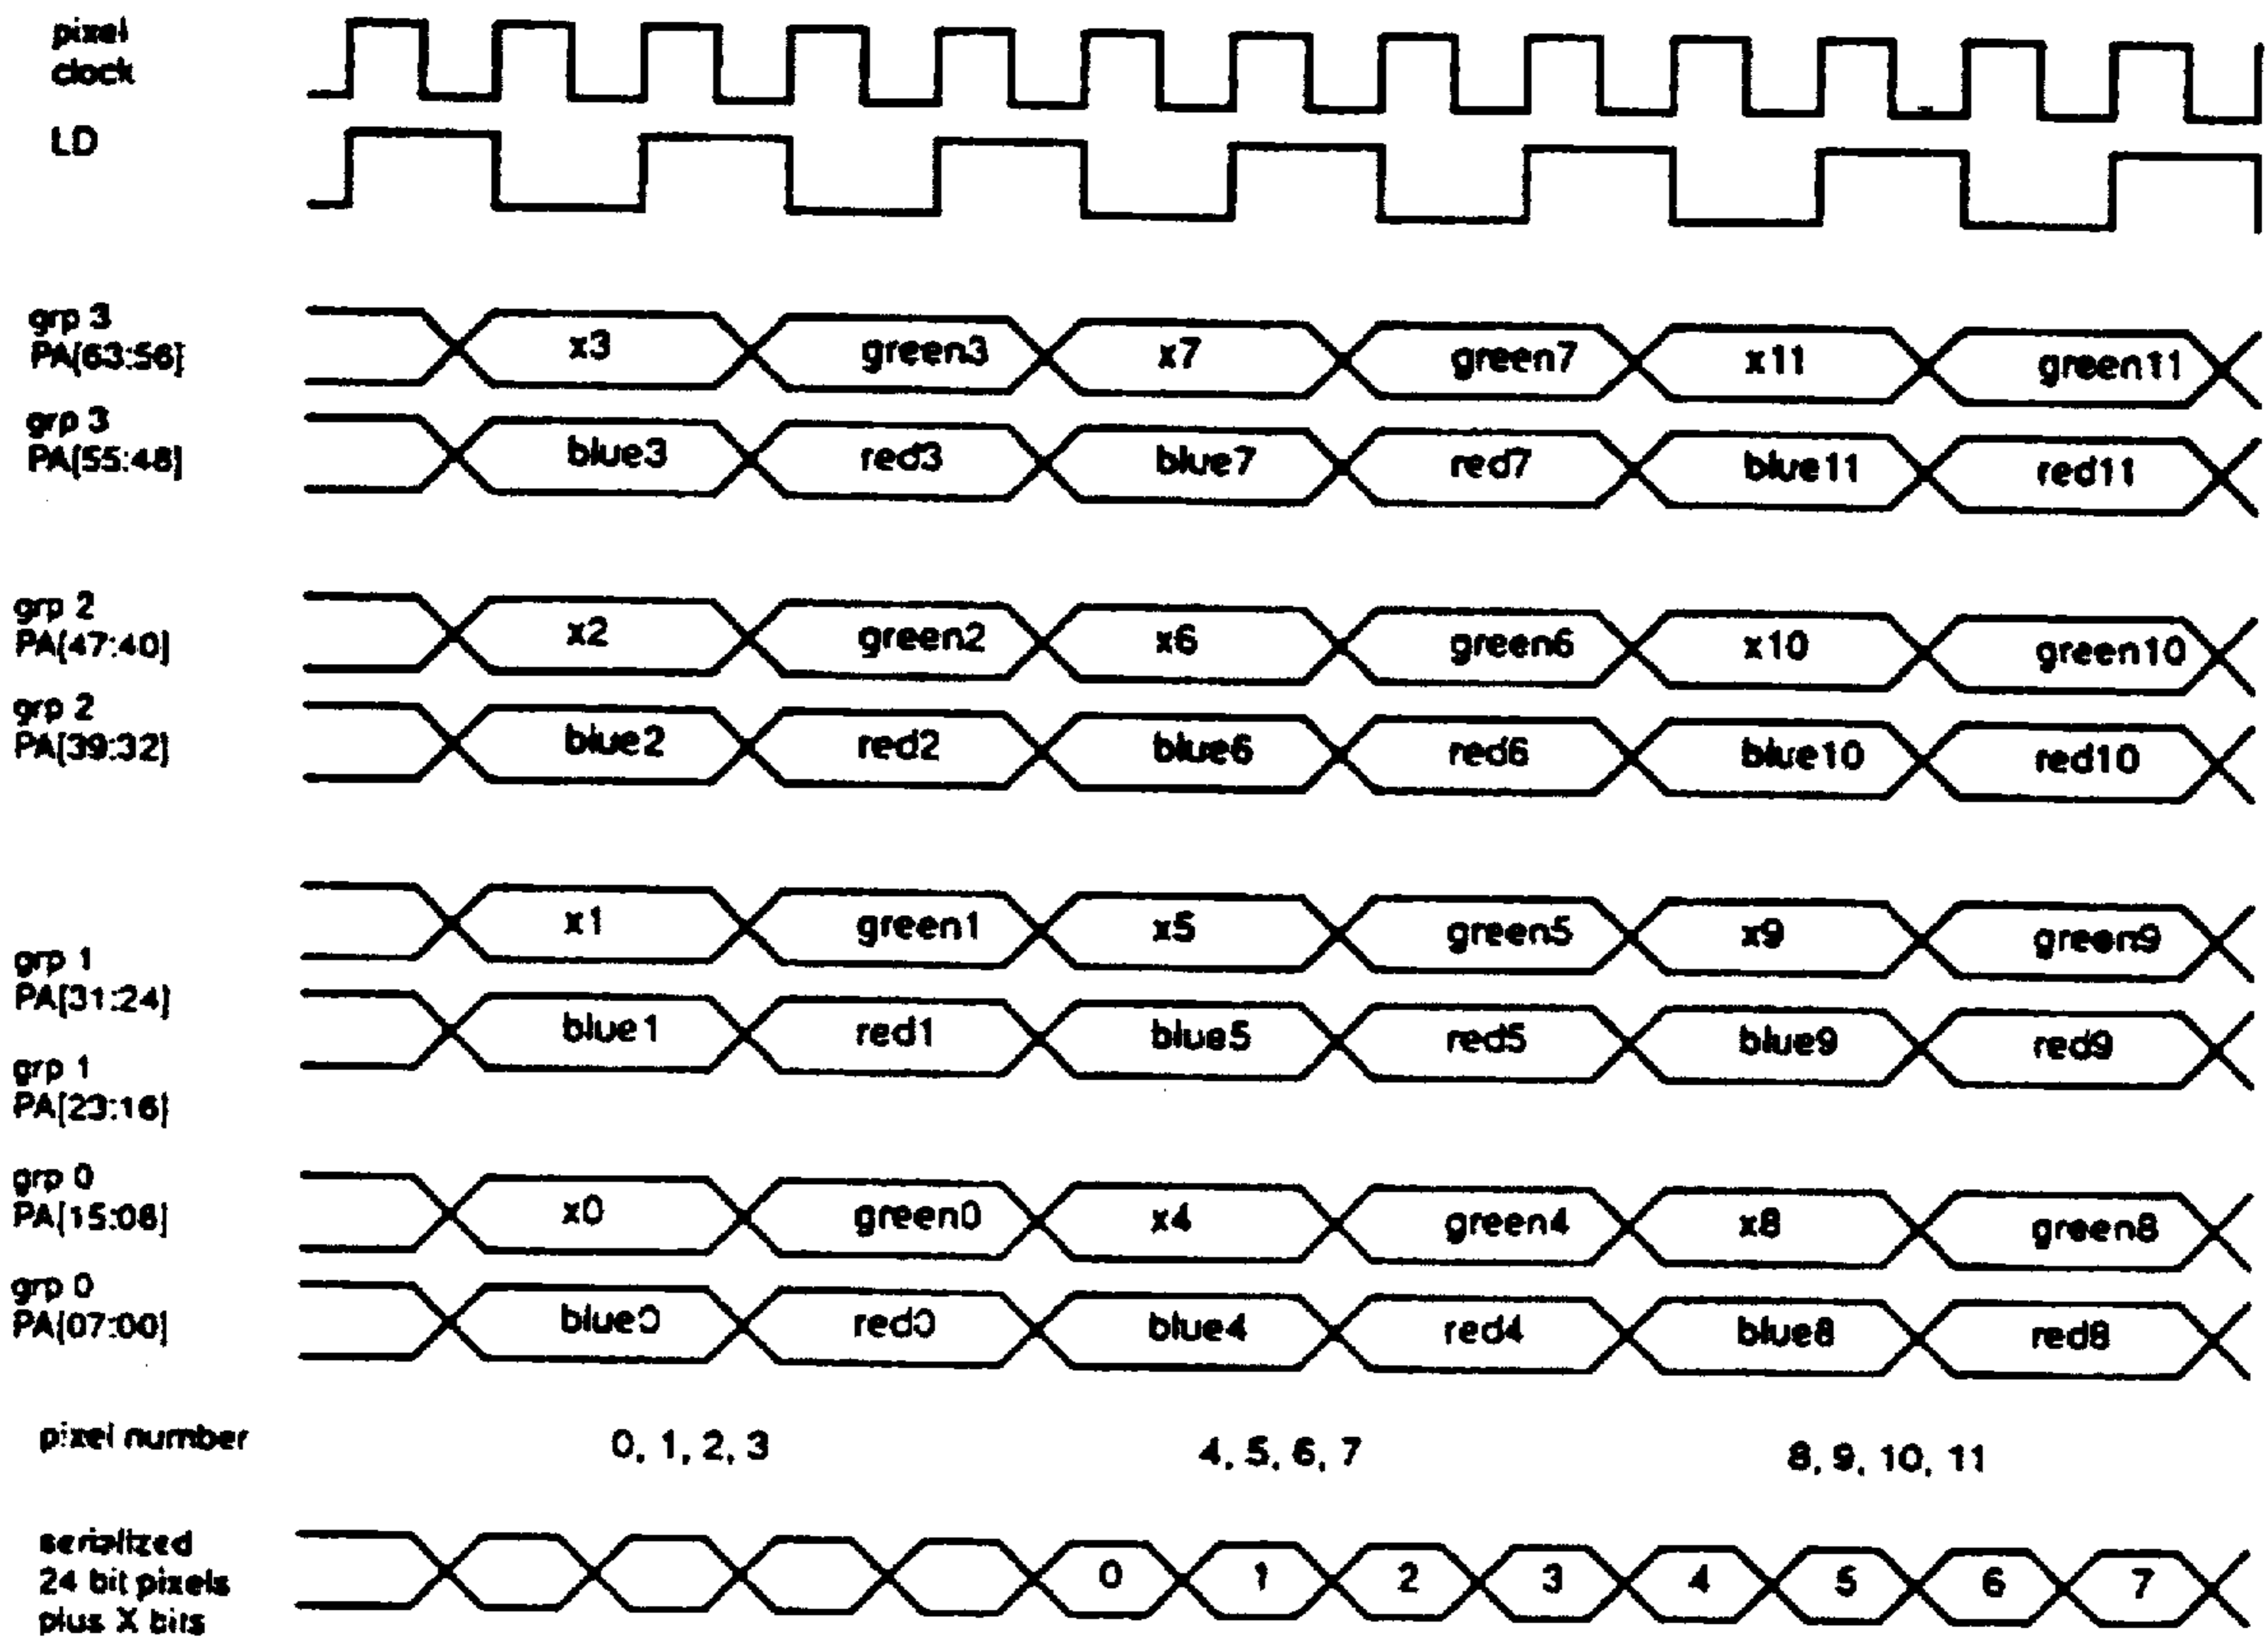 pixel
clock
LD
grp 3
PA[63:56]
x3 green3 x7 green7 x11 green11
grp 3
PA[55:48]
blue3 red3 blue7 red7 blue11 red11
grp 2
PA[47:40]
x2 green2 x6 green6 x10 green10
grp 2
PA[39:32]
blue2 red2 blue6 red6 blue10 red10
x1 green1 x5 green5 x9 green9
grp 1
PA[31:24]
blue1 red1 blue5 red5 blue9 red9
grp 1
PA[23:16]
grp 0
PA[15:08]
x0 green0 x4 green4 x8 green8
grp 0
PA[07:00]
blue0 red0 blue4 red4 blue8 red8
pixel number 0, 1, 2, 3 4, 5, 6, 7 8, 9, 10, 11
serialized
24 bit pixels
plus X bits
0 1 2 3 4 5 6 7